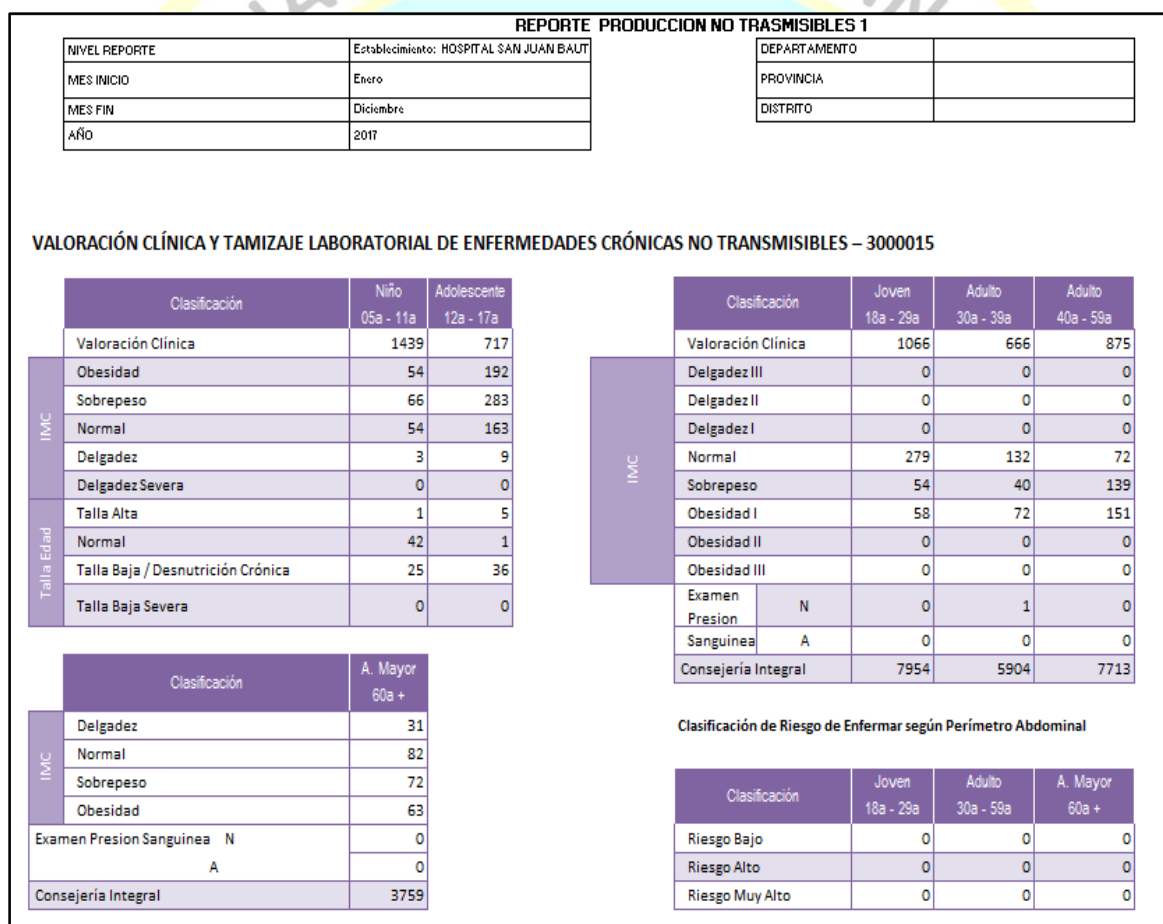 REPORTE PRODUCCION NO TRASMISIBLES 1
NIVEL REPORTE Establecimiento: HOSPITAL SAN JUAN BAUT
MES INICIO Enero
MES FIN Diciembre
AÑO 2017
DEPARTAMENTO
PROVINCIA
DISTRITO
VALORACIÓN CLÍNICA Y TAMIZAJE LABORATORIAL DE ENFERMEDADES CRÓNICAS NO TRANSMISIBLES – 3000015
Clasificación Niño 05a - 11a Adolescente 12a - 17a
Valoración Clínica 1439 717
IMC
Obesidad 54 192
Sobrepeso 66 283
Normal 54 163
Delgadez 3 9
Delgadez Severa 0 0
Talla Edad
Talla Alta 1 5
Normal 42 1
Talla Baja / Desnutrición Crónica 25 36
Talla Baja Severa 0 0
Clasificación A. Mayor 60a +
IMC
Delgadez 31
Normal 82
Sobrepeso 72
Obesidad 63
Examen Presion Sanguinea N 0
A 0
Consejería Integral 3759
Clasificación Joven 18a - 29a Adulto 30a - 39a Adulto 40a - 59a
Valoración Clínica 1066 666 875
IMC
Delgadez III 0 0 0
Delgadez II 0 0 0
Delgadez I 0 0 0
Normal 279 132 72
Sobrepeso 54 40 139
Obesidad I 58 72 151
Obesidad II 0 0 0
Obesidad III 0 0 0
Examen Presion N 0 1 0
Sanguinea A 0 0 0
Consejería Integral 7954 5904 7713
Clasificación de Riesgo de Enfermar según Perímetro Abdominal
Clasificación Joven 18a - 29a Adulto 30a - 59a A. Mayor 60a +
Riesgo Bajo 0 0 0
Riesgo Alto 0 0 0
Riesgo Muy Alto 0 0 0